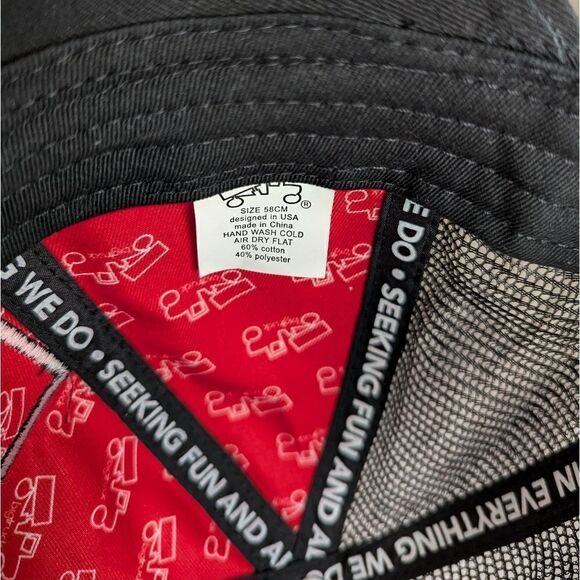 ®
SIZE 58CM
designed in USA
made in China
HAND WASH COLD
AIR DRY FLAT
60% cotton
40% polyester
G WE DO • SEEKING FUN AND
E DO • SEEKING FUN AND
IN EVERYTHING WE D